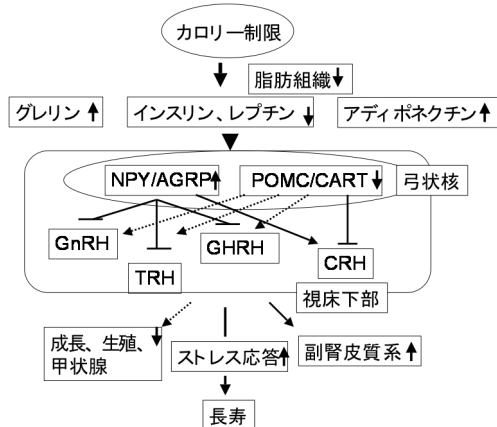 カロリー制限
脂肪組織
グレリン
インスリン、レプチン
アディポネクチン
NPY/AGRP
POMC/CART
弓状核
GnRH
GHRH
TRH
CRH
視床下部
成長、生殖、
甲状腺
ストレス応答
副腎皮質系
長寿